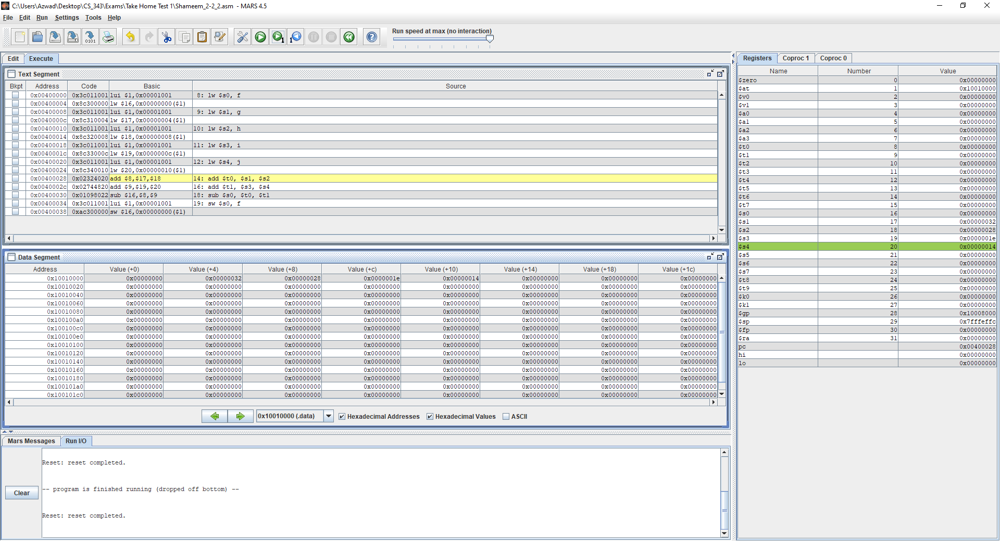 C:\Users\Azwad\Desktop\CS_343\Exams\Take Home Test 1\Shameem_2-2_2.asm - MARS 4.5
File Edit Run Settings Tools Help
Run speed at max (no interaction)
Edit Execute
Text Segment
Bkpt Address Code Basic Source
0x00400000 0x3c011001 lui $1,0x00001001 8: lw $s0, f
0x00400004 0x8c300000 lw $16,0x00000000($1)
0x00400008 0x3c011001 lui $1,0x00001001 9: lw $s1, g
0x0040000c 0x8c310004 lw $17,0x00000004($1)
0x00400010 0x3c011001 lui $1,0x00001001 10: lw $s2, h
0x00400014 0x8c320008 lw $18,0x00000008($1)
0x00400018 0x3c011001 lui $1,0x00001001 11: lw $s3, i
0x0040001c 0x8c33000c lw $19,0x0000000c($1)
0x00400020 0x3c011001 lui $1,0x00001001 12: lw $s4, j
0x00400024 0x8c340010 lw $20,0x00000010($1)
0x00400028 0x02324020 add $8,$17,$18 14: add $t0, $s1, $s2
0x0040002c 0x02744820 add $9,$19,$20 16: add $t1, $s3, $s4
0x00400030 0x01098022 sub $16,$8,$9 18: sub $s0, $t0, $t1
0x00400034 0x3c011001 lui $1,0x00001001 19: sw $s0, f
0x00400038 0xac300000 sw $16,0x00000000($1)
Data Segment
Address Value (+0) Value (+4) Value (+8) Value (+c) Value (+10) Value (+14) Value (+18) Value (+1c)
0x10010000 0x00000000 0x00000032 0x00000028 0x0000001e 0x00000014 0x00000000 0x00000000 0x00000000
0x10010020 0x00000000 0x00000000 0x00000000 0x00000000 0x00000000 0x00000000 0x00000000 0x00000000
0x10010040 0x00000000 0x00000000 0x00000000 0x00000000 0x00000000 0x00000000 0x00000000 0x00000000
0x10010060 0x00000000 0x00000000 0x00000000 0x00000000 0x00000000 0x00000000 0x00000000 0x00000000
0x10010080 0x00000000 0x00000000 0x00000000 0x00000000 0x00000000 0x00000000 0x00000000 0x00000000
0x100100a0 0x00000000 0x00000000 0x00000000 0x00000000 0x00000000 0x00000000 0x00000000 0x00000000
0x100100c0 0x00000000 0x00000000 0x00000000 0x00000000 0x00000000 0x00000000 0x00000000 0x00000000
0x100100e0 0x00000000 0x00000000 0x00000000 0x00000000 0x00000000 0x00000000 0x00000000 0x00000000
0x10010100 0x00000000 0x00000000 0x00000000 0x00000000 0x00000000 0x00000000 0x00000000 0x00000000
0x10010120 0x00000000 0x00000000 0x00000000 0x00000000 0x00000000 0x00000000 0x00000000 0x00000000
0x10010140 0x00000000 0x00000000 0x00000000 0x00000000 0x00000000 0x00000000 0x00000000 0x00000000
0x10010160 0x00000000 0x00000000 0x00000000 0x00000000 0x00000000 0x00000000 0x00000000 0x00000000
0x10010180 0x00000000 0x00000000 0x00000000 0x00000000 0x00000000 0x00000000 0x00000000 0x00000000
0x100101a0 0x00000000 0x00000000 0x00000000 0x00000000 0x00000000 0x00000000 0x00000000 0x00000000
0x100101c0 0x00000000 0x00000000 0x00000000 0x00000000 0x00000000 0x00000000 0x00000000 0x00000000
0x10010000 (.data) Hexadecimal Addresses Hexadecimal Values ASCII
Mars Messages Run I/O
Reset: reset completed.
-- program is finished running (dropped off bottom) --
Clear
Reset: reset completed.
Registers Coproc 1 Coproc 0
Name Number Value
$zero 0 0x00000000
$at 1 0x10010000
$v0 2 0x00000000
$v1 3 0x00000000
$a0 4 0x00000000
$a1 5 0x00000000
$a2 6 0x00000000
$a3 7 0x00000000
$t0 8 0x00000000
$t1 9 0x00000000
$t2 10 0x00000000
$t3 11 0x00000000
$t4 12 0x00000000
$t5 13 0x00000000
$t6 14 0x00000000
$t7 15 0x00000000
$s0 16 0x00000000
$s1 17 0x00000032
$s2 18 0x00000028
$s3 19 0x0000001e
$s4 20 0x00000014
$s5 21 0x00000000
$s6 22 0x00000000
$s7 23 0x00000000
$t8 24 0x00000000
$t9 25 0x00000000
$k0 26 0x00000000
$k1 27 0x00000000
$gp 28 0x10008000
$sp 29 0x7fffeffc
$fp 30 0x00000000
$ra 31 0x00000000
pc 0x00400028
hi 0x00000000
lo 0x00000000